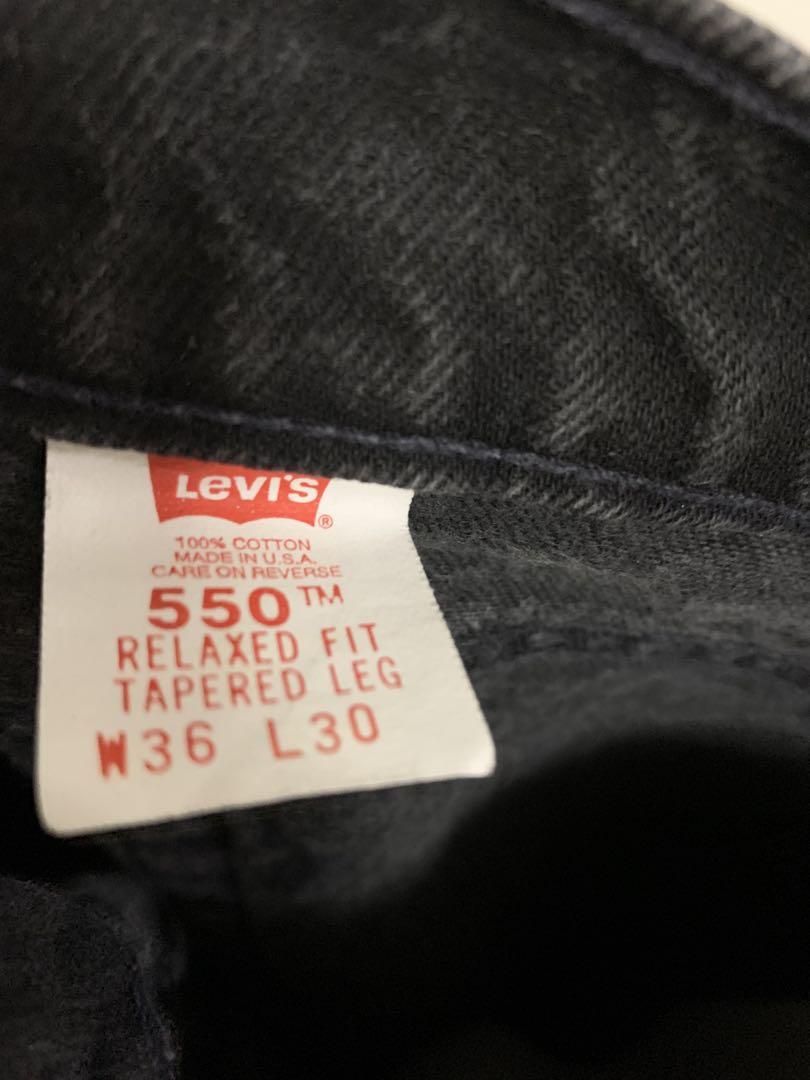 Levi's®
100% COTTON
MADE IN U.S.A.
CARE ON REVERSE
550™
RELAXED FIT
TAPERED LEG
W36 L30